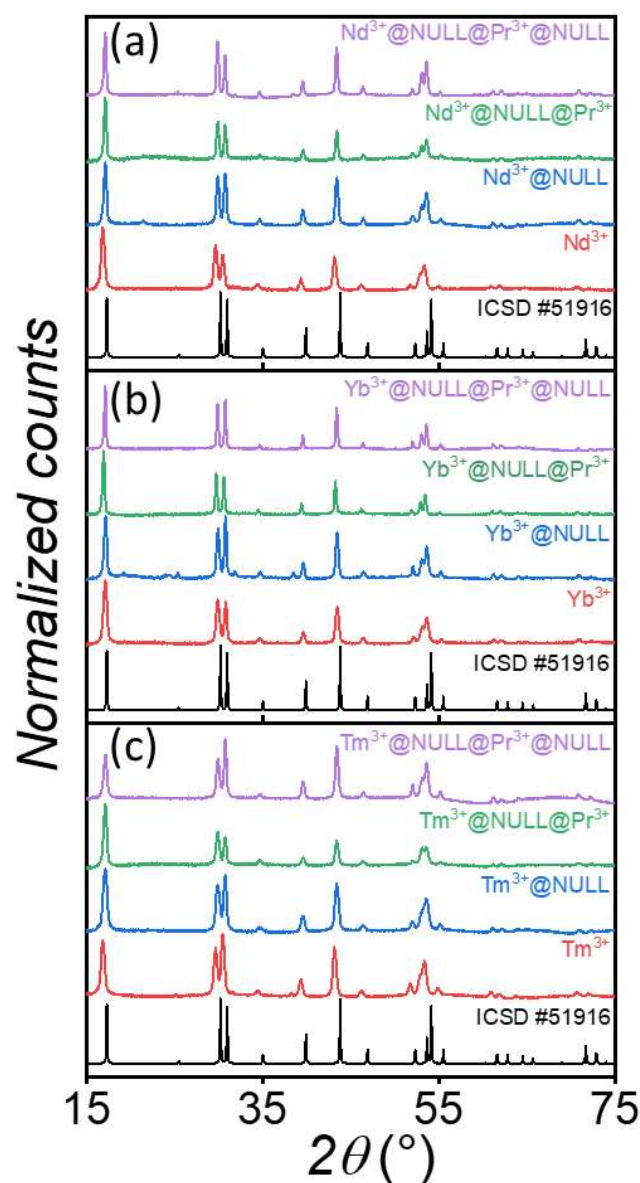 Normalized counts
(a)
Nd³⁺@NULL@Pr³⁺@NULL
Nd³⁺@NULL@Pr³⁺
Nd³⁺@NULL
Nd³⁺
ICSD #51916
(b)
Yb³⁺@NULL@Pr³⁺@NULL
Yb³⁺@NULL@Pr³⁺
Yb³⁺@NULL
Yb³⁺
ICSD #51916
(c)
Tm³⁺@NULL@Pr³⁺@NULL
Tm³⁺@NULL@Pr³⁺
Tm³⁺@NULL
Tm³⁺
ICSD #51916
15 35 55 75
2θ (°)